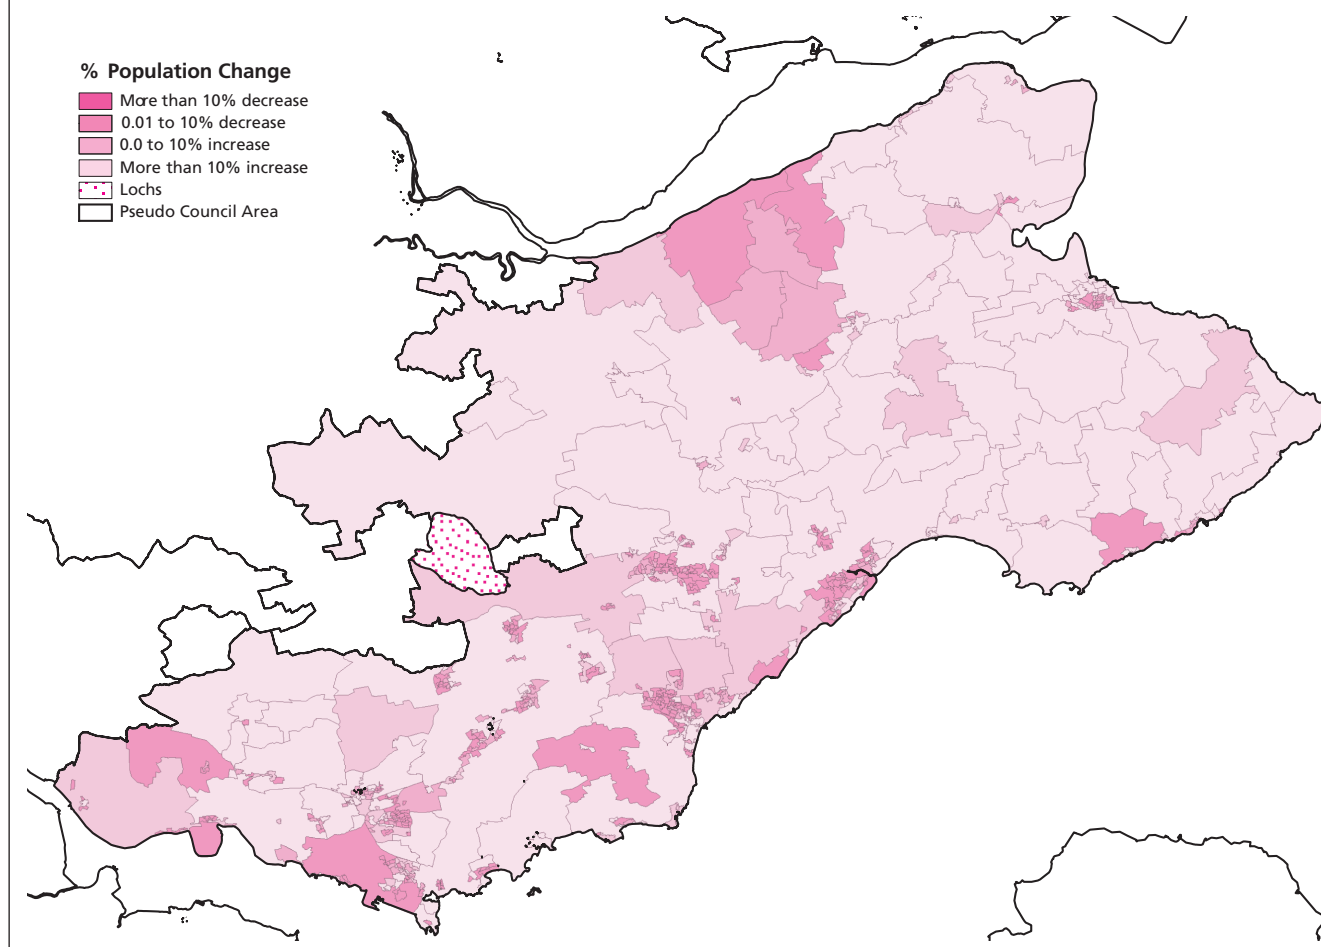 % Population Change
More than 10% decrease
0.01 to 10% decrease
0.0 to 10% increase
More than 10% increase
Lochs
Pseudo Council Area